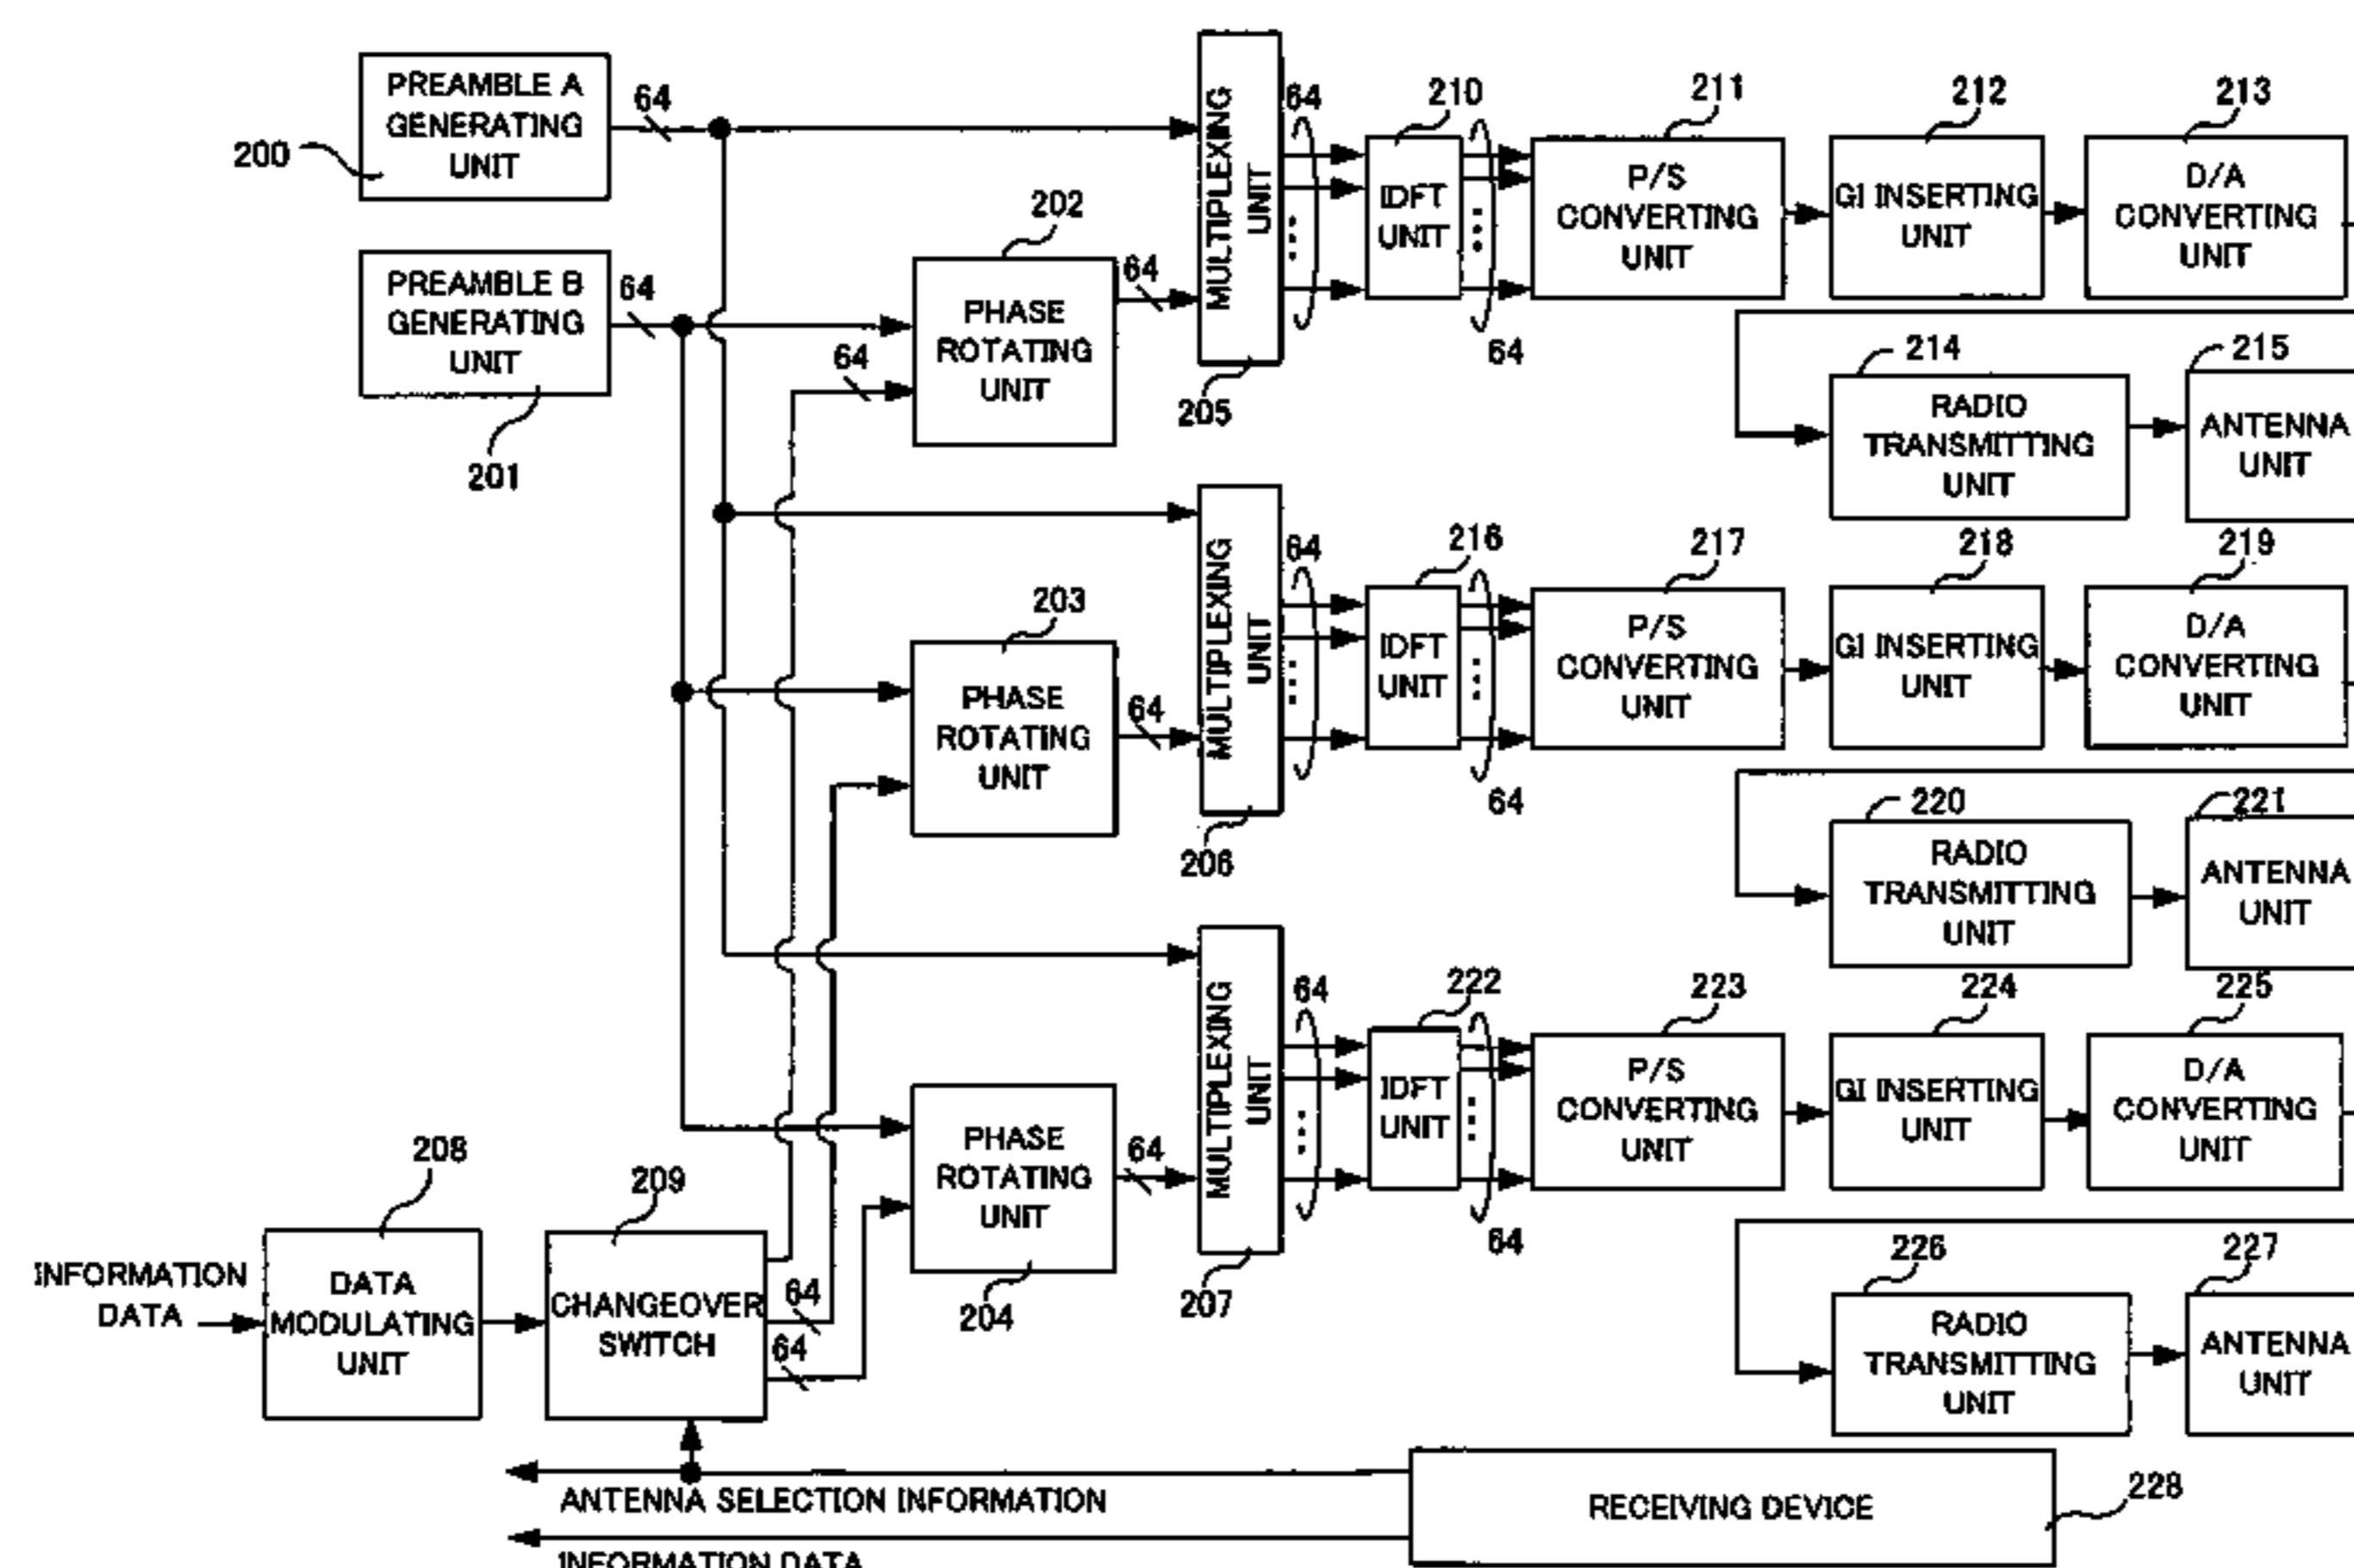 PREAMBLE A
GENERATING
UNIT
200
64
PREAMBLE B
GENERATING
UNIT
201
64
64
202
PHASE
ROTATING
UNIT
64
MULTIPLEXING
UNIT
205
64
210
IDFT
UNIT
64
211
P/S
CONVERTING
UNIT
212
GI INSERTING
UNIT
213
D/A
CONVERTING
UNIT
214
RADIO
TRANSMITTING
UNIT
215
ANTENNA
UNIT
203
PHASE
ROTATING
UNIT
64
MULTIPLEXING
UNIT
206
64
216
IDFT
UNIT
64
217
P/S
CONVERTING
UNIT
218
GI INSERTING
UNIT
219
D/A
CONVERTING
UNIT
220
RADIO
TRANSMITTING
UNIT
221
ANTENNA
UNIT
PHASE
ROTATING
UNIT
204
64
MULTIPLEXING
UNIT
207
64
222
IDFT
UNIT
64
223
P/S
CONVERTING
UNIT
224
GI INSERTING
UNIT
225
D/A
CONVERTING
UNIT
226
RADIO
TRANSMITTING
UNIT
227
ANTENNA
UNIT
INFORMATION
DATA
208
DATA
MODULATING
UNIT
209
CHANGEOVER
SWITCH
64
64
ANTENNA SELECTION INFORMATION
RECEIVING DEVICE
228
INFORMATION DATA